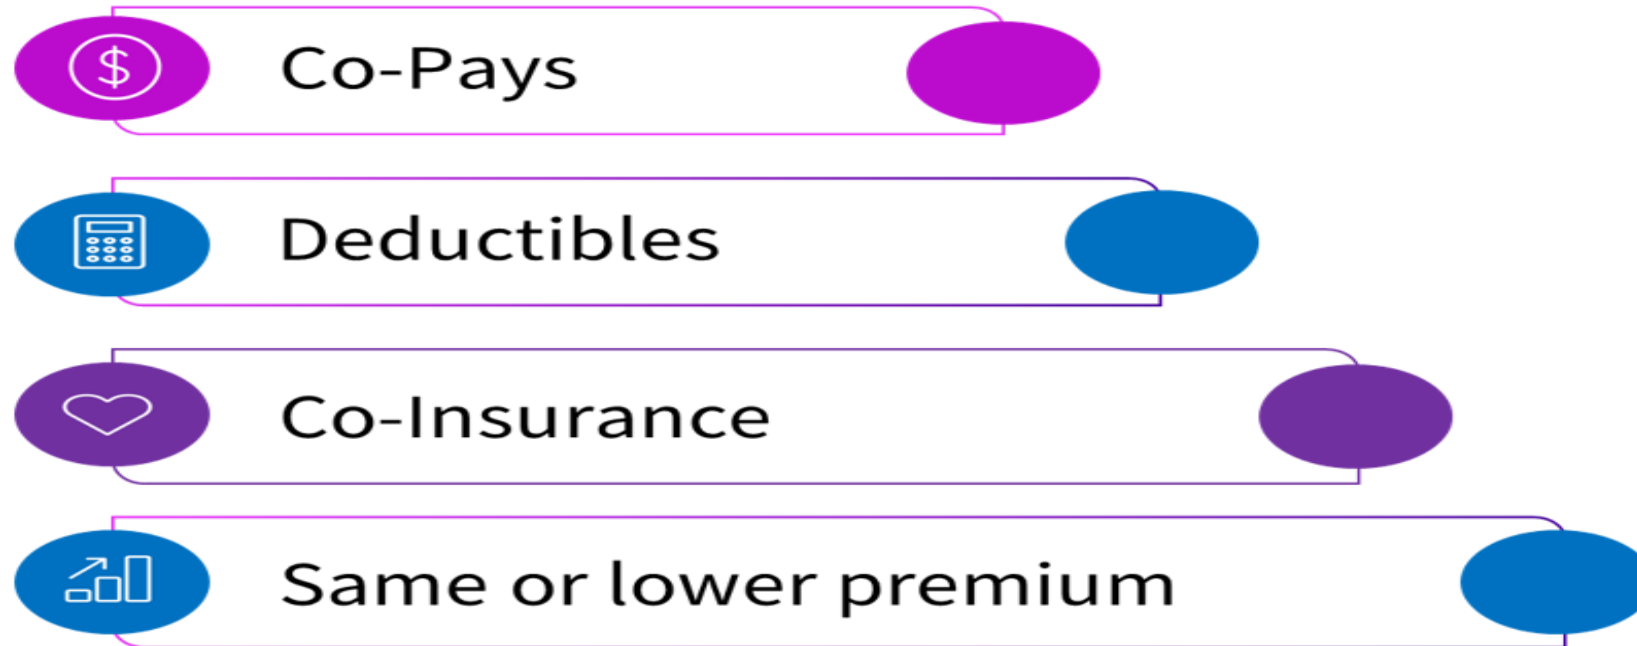 Co-Pays
Deductibles
Co-Insurance
Same or lower premium